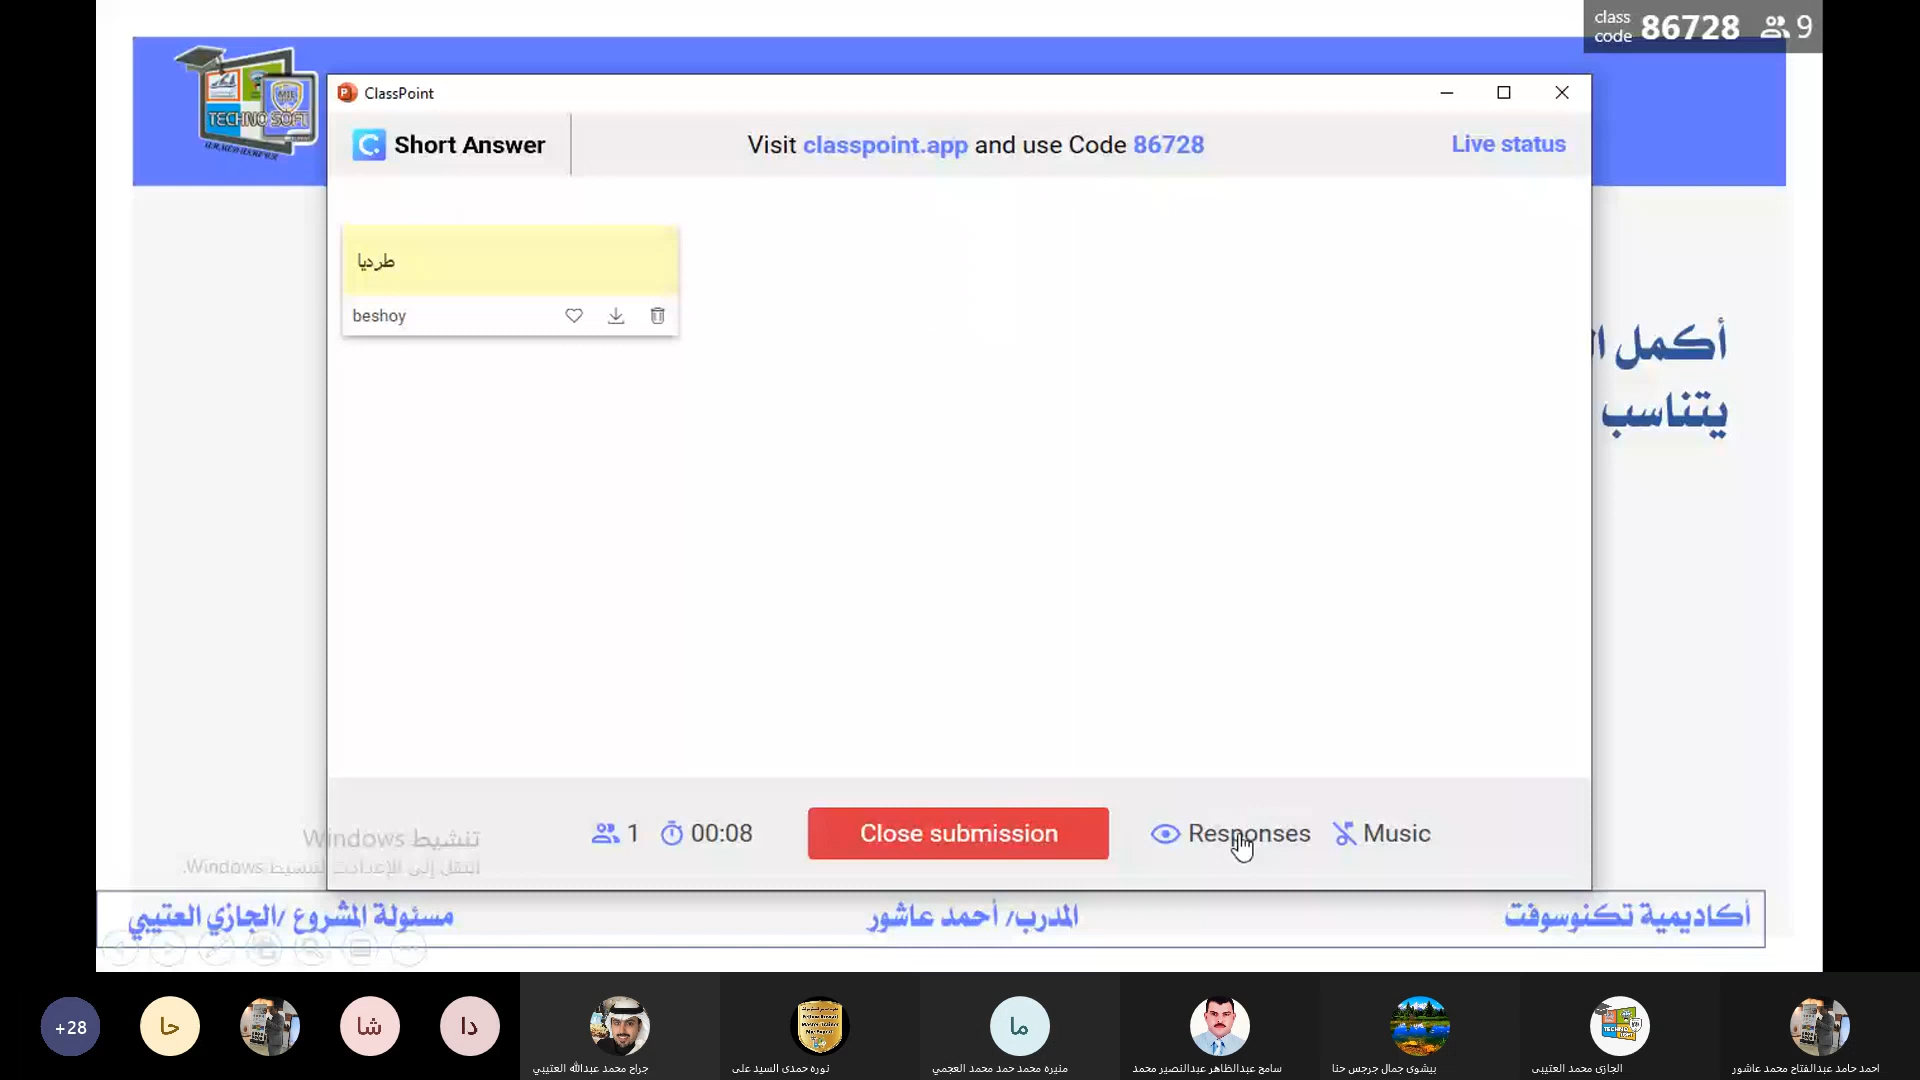 class code 86728 9
TECHNO SOFT
ClassPoint
Short Answer
Visit classpoint.app and use Code 86728
Live status
طرديا
beshoy
أكمل ال
يتناسب
1 00:08
Close submission
Responses
Music
تنشيط Windows
انتقل إلى الإعدادات لتنشيط Windows.
أكاديمية تكنوسوفت
المدرب/ أحمد عاشور
مسئولة المشروع /الجازي العتيبي
+28
حا
شا
دا
ما
جراح محمد عبدالله العتيبي
نوره حمدى السيد على
منيره محمد حمد محمد العجمي
سامح عبدالظاهر عبدالنصير محمد
بيشوى جمال جرجس حنا
الجازى محمد العتيبى
احمد حامد عبدالفتاح محمد عاشور